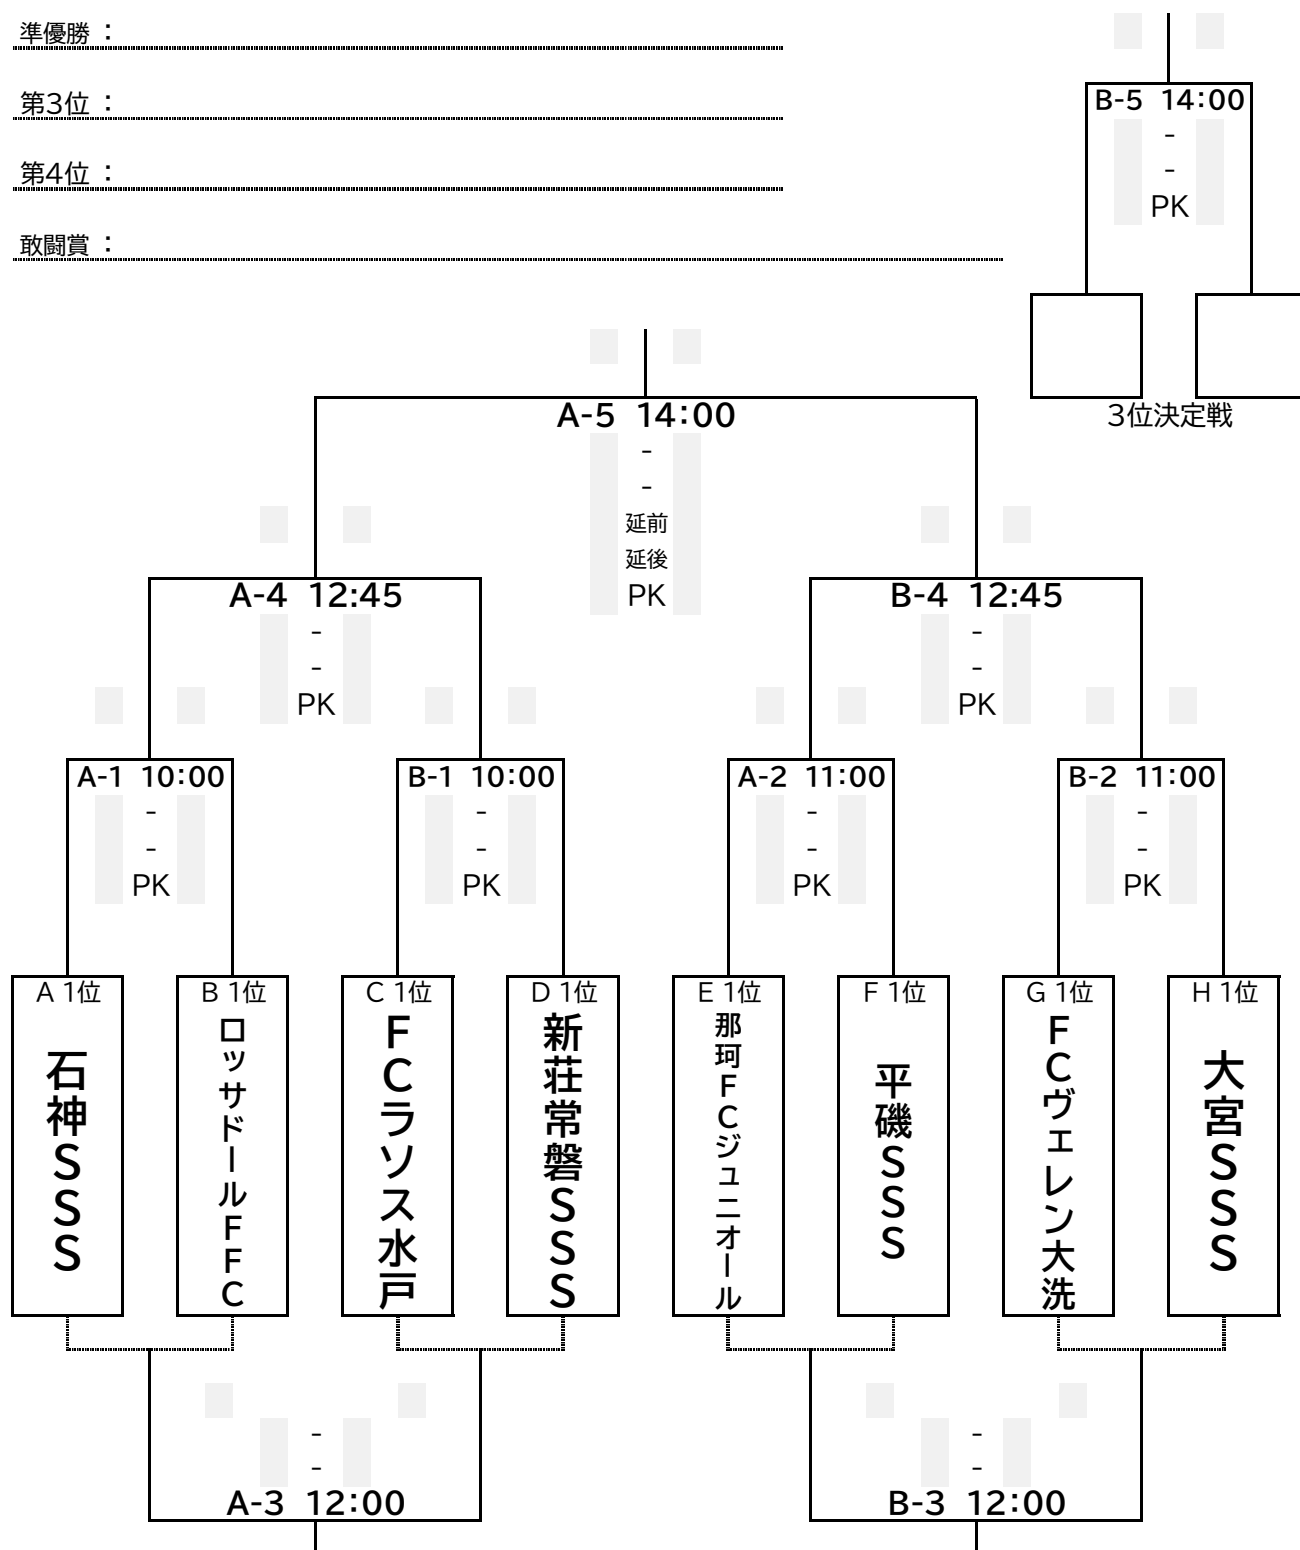 準優勝 ：
第3位 ：
第4位 ：
敢闘賞 ：
B-5 14:00
-
-
PK
3位決定戦
A-5 14:00
-
-
延前
延後
PK
A-4 12:45
-
-
PK
B-4 12:45
-
-
PK
A-1 10:00
-
-
PK
B-1 10:00
-
-
PK
A-2 11:00
-
-
PK
B-2 11:00
-
-
PK
A 1位
石神ＳＳＳ
B 1位
ロッサドールＦＦＣ
C 1位
ＦＣラソス水戸
D 1位
新荘常磐ＳＳＳ
E 1位
那珂ＦＣジュニオール
F 1位
平磯ＳＳＳ
G 1位
ＦＣヴェレン大洗
H 1位
大宮ＳＳＳ
-
-
A-3 12:00
-
-
B-3 12:00